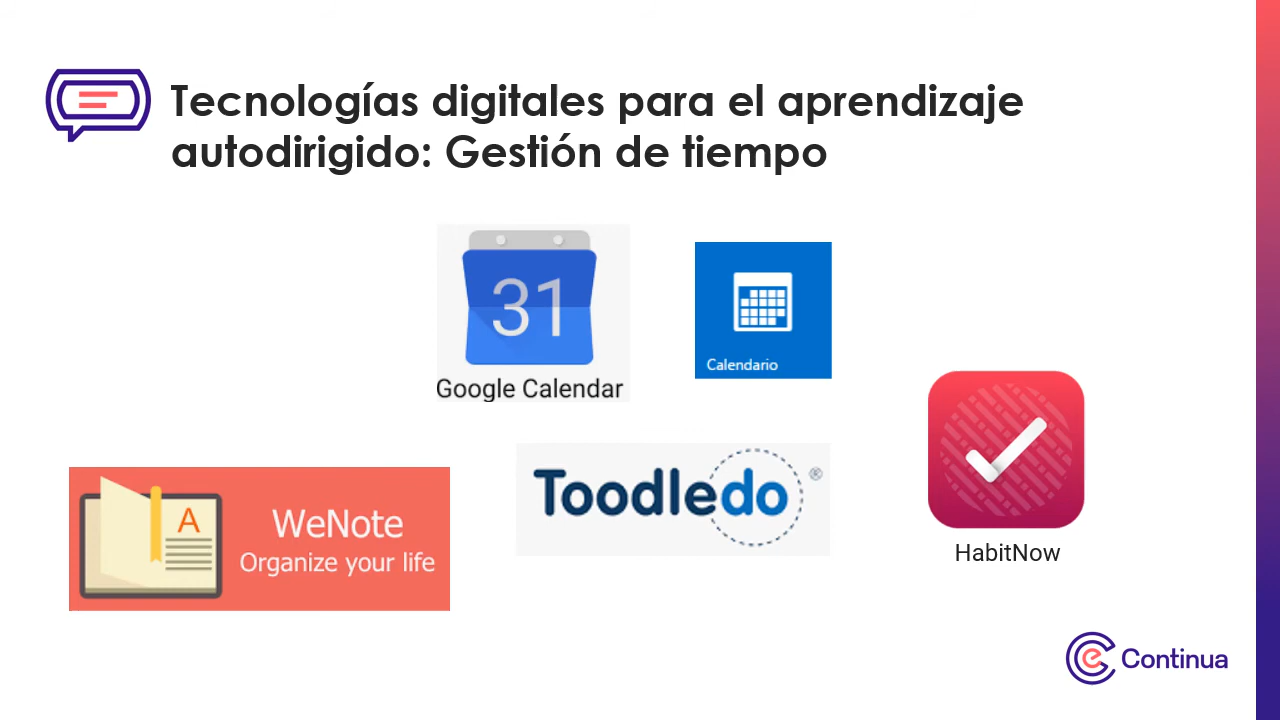 Tecnologías digitales para el aprendizaje
autodirigido: Gestión de tiempo
31
Google Calendar
Calendario
Toodledo®
HabitNow
A
WeNote
Organize your life
e Continua